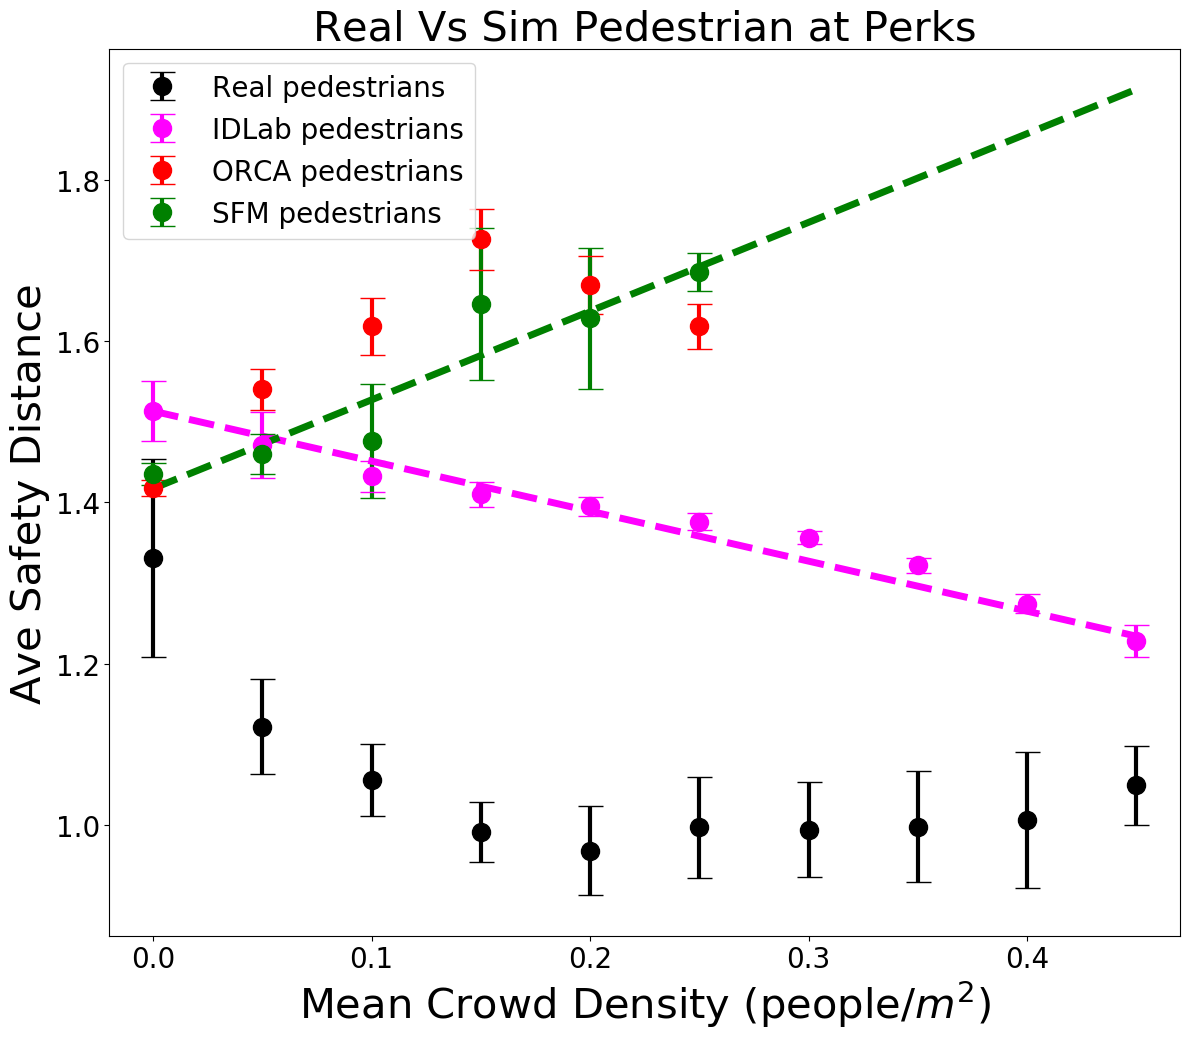 Real Vs Sim Pedestrian at Perks
Real pedestrians
IDLab pedestrians
ORCA pedestrians
SFM pedestrians
Ave Safety Distance
1.8
1.6
1.4
1.2
1.0
0.0 0.1 0.2 0.3 0.4
Mean Crowd Density (people/m²)